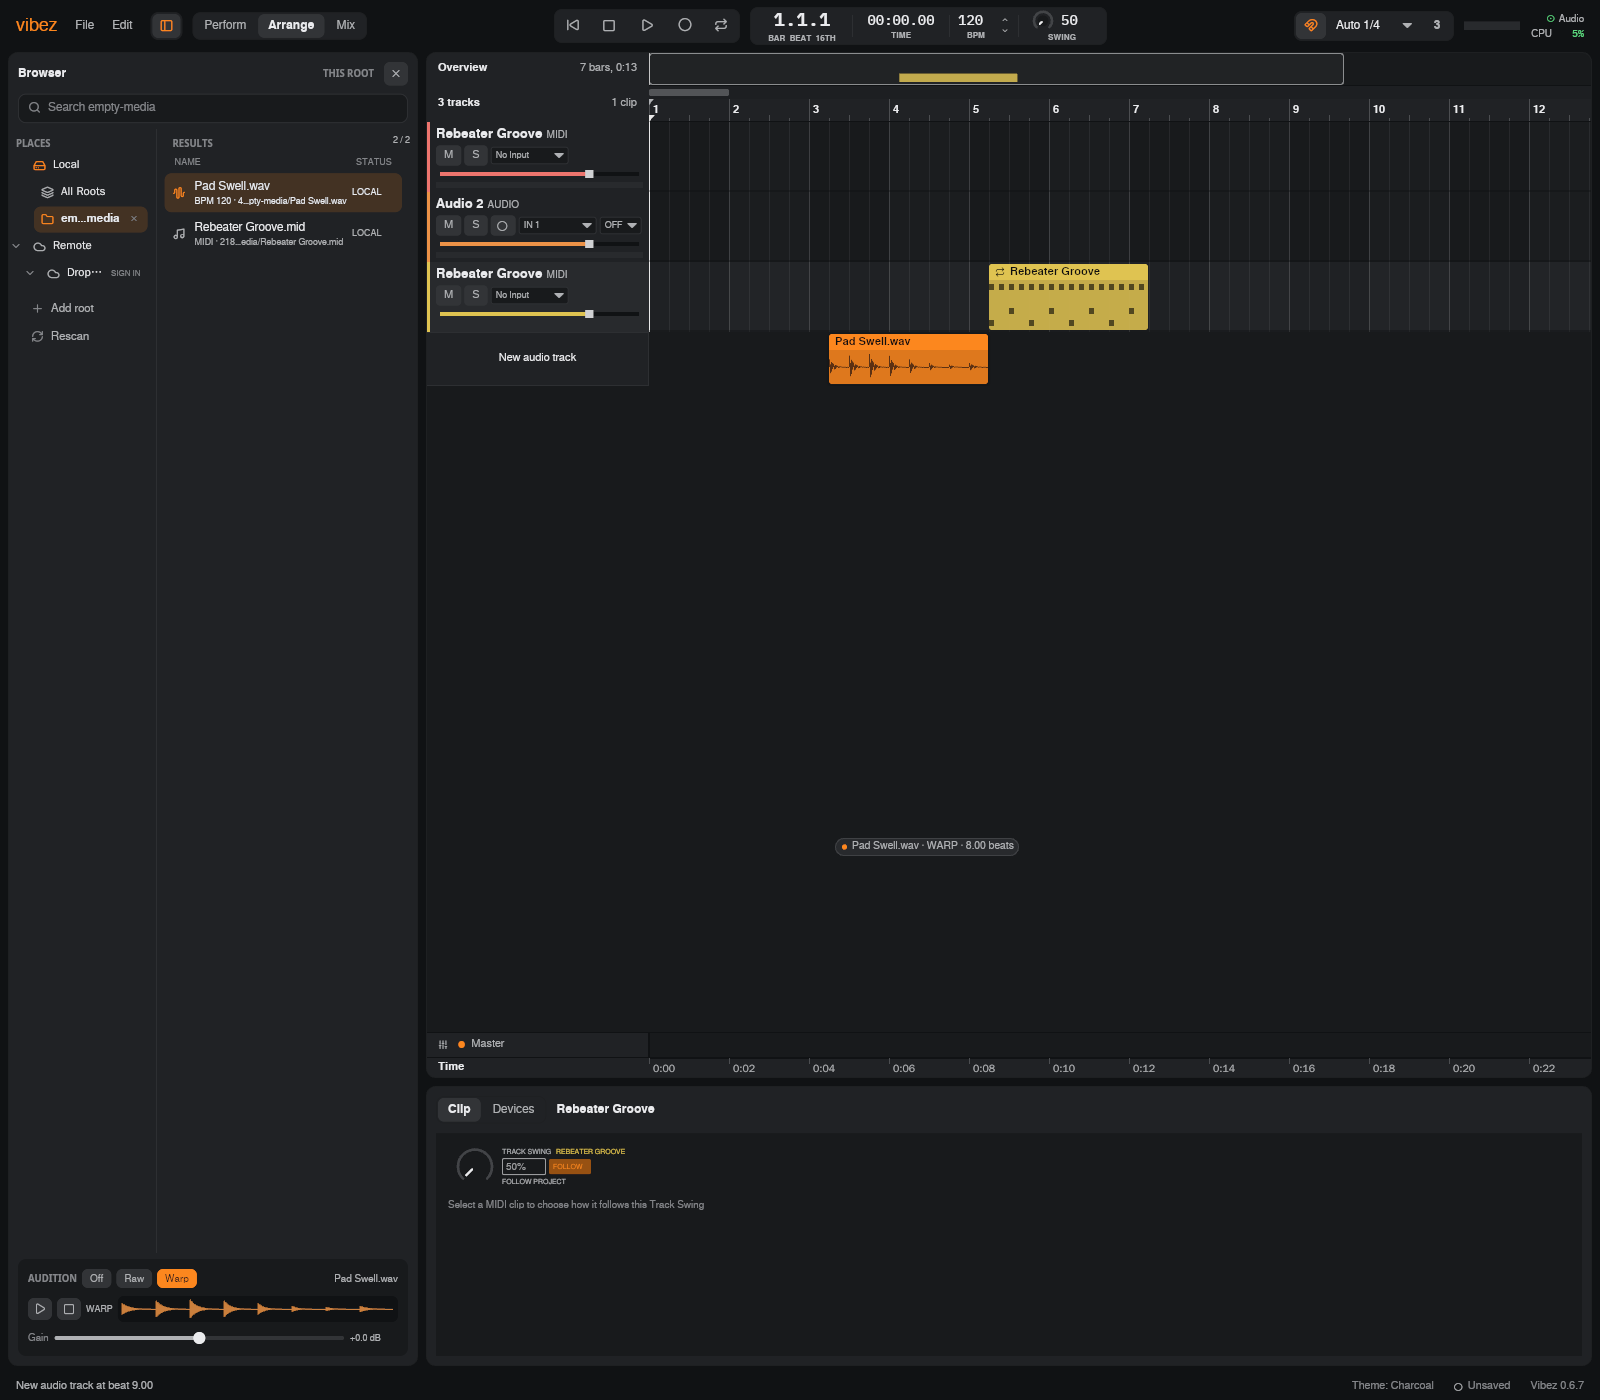 vibez File Edit Perform Arrange Mix
1.1.1 00:00.00 120 50
BAR BEAT 16TH TIME BPM SWING
Auto 1/4 3
Audio
CPU 5%
Browser THIS ROOT
Search empty-media
PLACES
Local
All Roots
em...media
Remote
Drop··· SIGN IN
Add root
Rescan
RESULTS 2/2
NAME STATUS
Pad Swell.wav LOCAL
BPM 120 · 4...pty-media/Pad Swell.wav
Rebeater Groove.mid LOCAL
MIDI · 218...edia/Rebeater Groove.mid
AUDITION Off Raw Warp Pad Swell.wav
WARP
Gain +0.0 dB
Overview 7 bars, 0:13
3 tracks 1 clip
1 2 3 4 5 6 7 8 9 10 11 12
Rebeater Groove MIDI
M S No Input
Audio 2 AUDIO
M S IN 1 OFF
Rebeater Groove MIDI
M S No Input
Rebeater Groove
New audio track
Pad Swell.wav
Pad Swell.wav · WARP · 8.00 beats
Master
Time 0:00 0:02 0:04 0:06 0:08 0:10 0:12 0:14 0:16 0:18 0:20 0:22
Clip Devices Rebeater Groove
TRACK SWING REBEATER GROOVE
50% FOLLOW
FOLLOW PROJECT
Select a MIDI clip to choose how it follows this Track Swing
New audio track at beat 9.00 Theme: Charcoal Unsaved Vibez 0.6.7